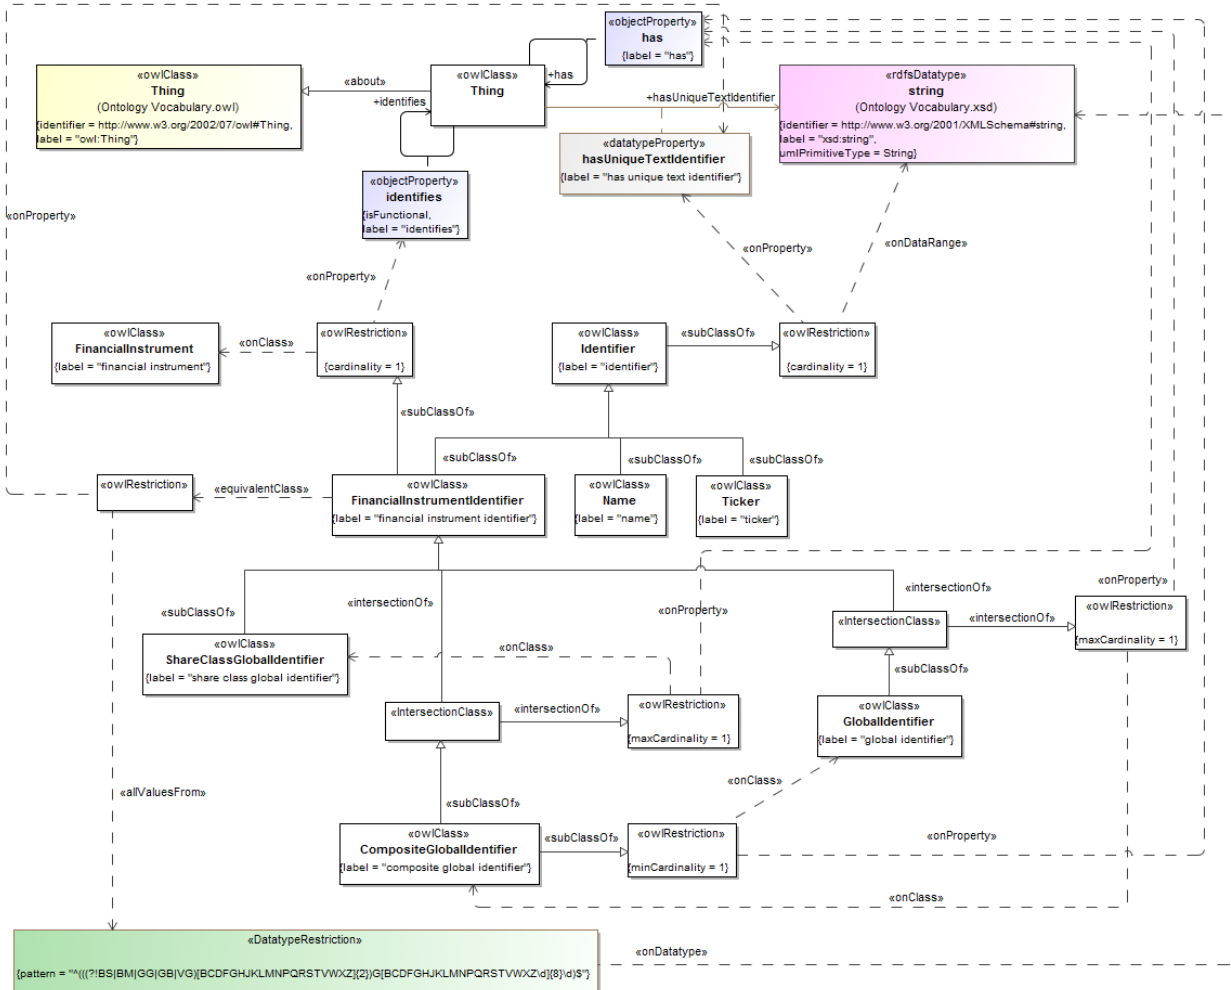 «objectProperty»
has
{label = "has"}
«owlClass»
Thing
(Ontology Vocabulary.owl)
{identifier = http://www.w3.org/2002/07/owl#Thing,
label = "owl:Thing"}
«about»
«owlClass»
Thing
+has
+identifies
+hasUniqueTextIdentifier
«rdfsDatatype»
string
(Ontology Vocabulary.xsd)
{identifier = http://www.w3.org/2001/XMLSchema#string,
label = "xsd:string",
umlPrimitiveType = String}
«datatypeProperty»
hasUniqueTextIdentifier
{label = "has unique text identifier"}
«objectProperty»
identifies
{isFunctional,
label = "identifies"}
«onProperty»
«onProperty»
«onProperty»
«onDataRange»
«owlClass»
FinancialInstrument
{label = "financial instrument"}
«onClass»
«owlRestriction»
{cardinality = 1}
«owlClass»
Identifier
{label = "identifier"}
«subClassOf»
«owlRestriction»
{cardinality = 1}
«subClassOf»
«subClassOf»
«subClassOf»
«subClassOf»
«owlRestriction»
«equivalentClass»
«owlClass»
FinancialInstrumentIdentifier
{label = "financial instrument identifier"}
«owlClass»
Name
{label = "name"}
«owlClass»
Ticker
{label = "ticker"}
«subClassOf»
«intersectionOf»
«onProperty»
«intersectionOf»
«onProperty»
«owlClass»
ShareClassGlobalIdentifier
{label = "share class global identifier"}
«onClass»
«IntersectionClass»
«intersectionOf»
«owlRestriction»
{maxCardinality = 1}
«subClassOf»
«IntersectionClass»
«intersectionOf»
«owlRestriction»
{maxCardinality = 1}
«owlClass»
GlobalIdentifier
{label = "global identifier"}
«allValuesFrom»
«subClassOf»
«onClass»
«owlClass»
CompositeGlobalIdentifier
{label = "composite global identifier"}
«subClassOf»
«owlRestriction»
{minCardinality = 1}
«onProperty»
«onClass»
«DatatypeRestriction»
{pattern = "^(((?!BS|BM|GG|GB|VG)[BCDFGHJKLMNPQRSTVWXZ]{2})G[BCDFGHJKLMNPQRSTVWXZ\d]{8}\d)$"}
«onDatatype»